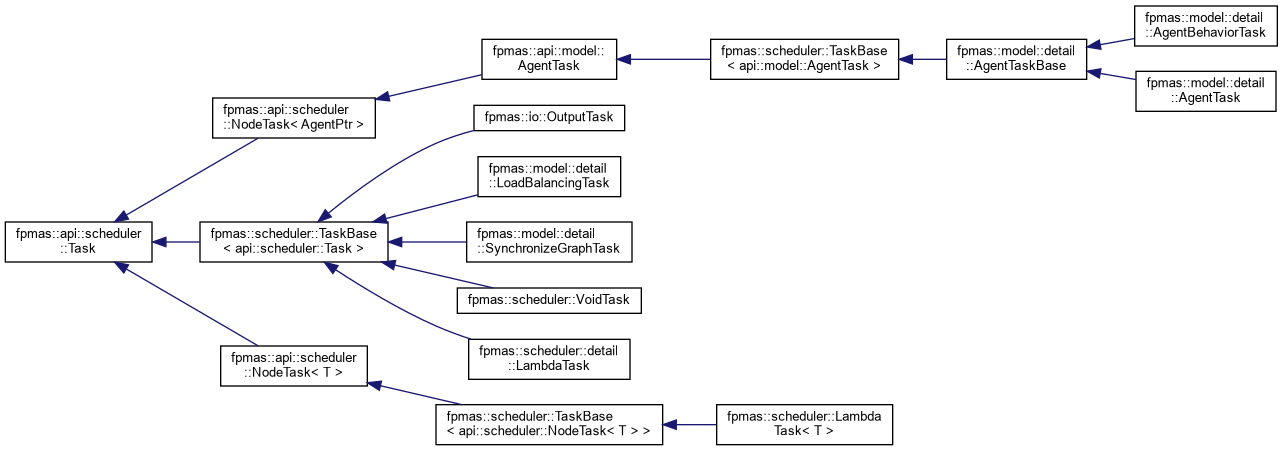 fpmas::model::detail
::AgentBehaviorTask
fpmas::api::model::
AgentTask
fpmas::scheduler::TaskBase
< api::model::AgentTask >
fpmas::model::detail
::AgentTaskBase
fpmas::model::detail
::AgentTask
fpmas::api::scheduler
::NodeTask< AgentPtr >
fpmas::io::OutputTask
fpmas::model::detail
::LoadBalancingTask
fpmas::api::scheduler
::Task
fpmas::scheduler::TaskBase
< api::scheduler::Task >
fpmas::model::detail
::SynchronizeGraphTask
fpmas::scheduler::VoidTask
fpmas::scheduler::detail
::LambdaTask
fpmas::api::scheduler
::NodeTask< T >
fpmas::scheduler::TaskBase
< api::scheduler::NodeTask< T > >
fpmas::scheduler::Lambda
Task< T >